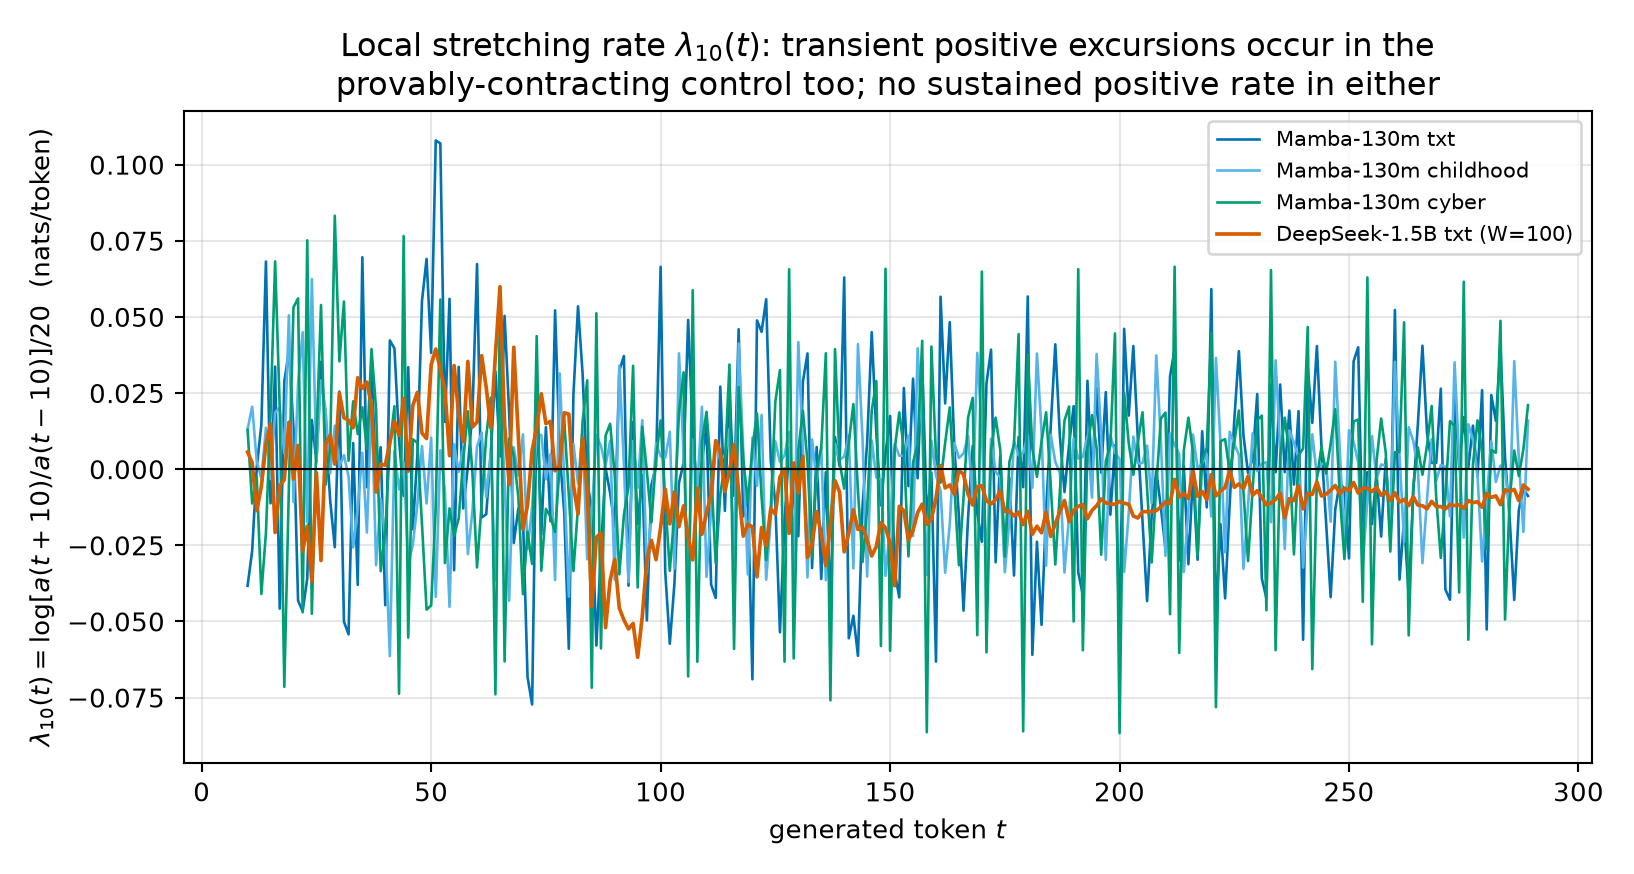 Local stretching rate λ₁₀(t): transient positive excursions occur in the
provably-contracting control too; no sustained positive rate in either
λ₁₀(t) = log[a(t + 10)/a(t − 10)]/20 (nats/token)
0.100
0.075
0.050
0.025
0.000
−0.025
−0.050
−0.075
Mamba-130m txt
Mamba-130m childhood
Mamba-130m cyber
DeepSeek-1.5B txt (W=100)
0 50 100 150 200 250 300
generated token t